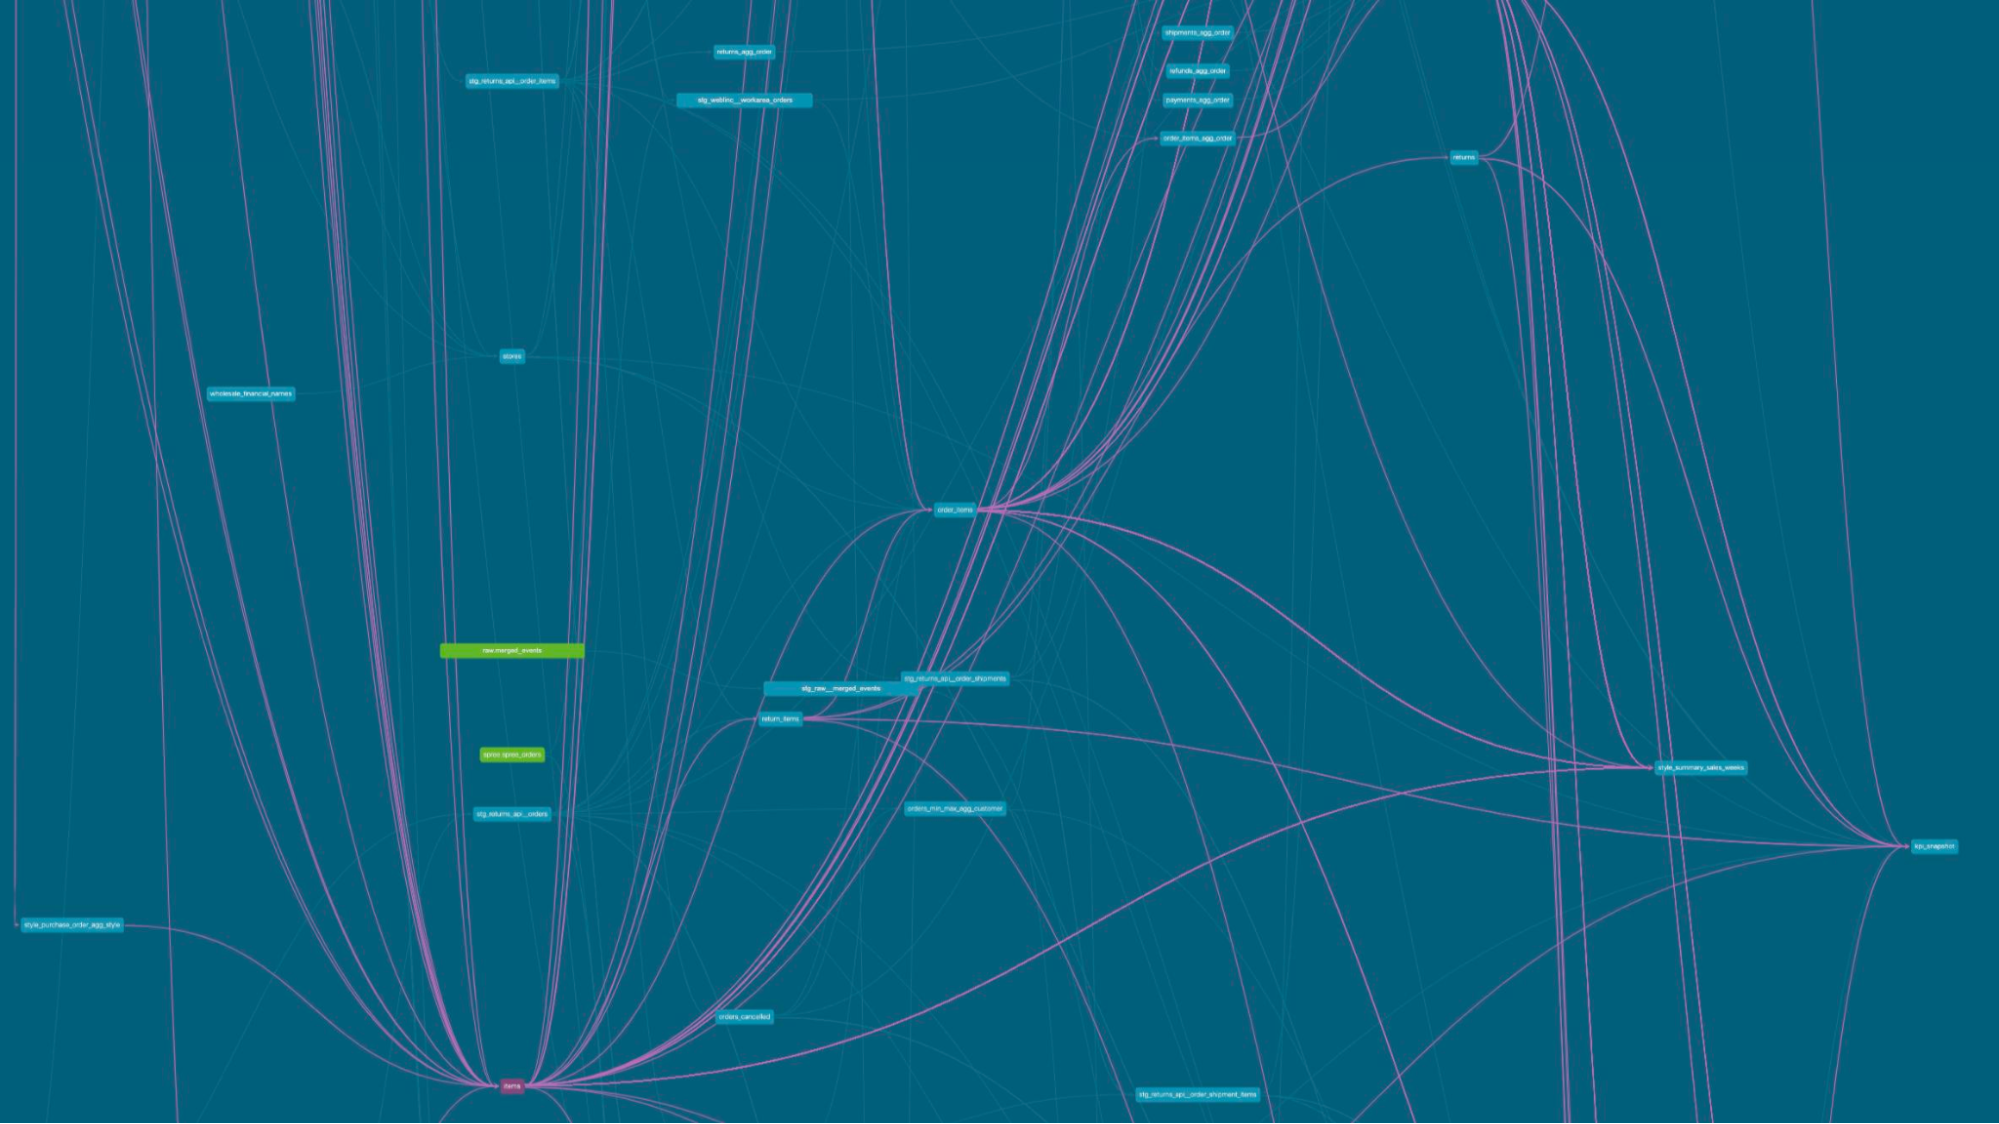 shipments_agg_order
returns_agg_order
refunds_agg_order
stg_returns_api__order_items
stg_weblinc__workarea_orders
payments_agg_order
order_items_agg_order
returns
stores
wholesale_financial_names
order_items
raw.merged_events
stg_returns_api__order_shipments
stg_raw__merged_events
return_items
spree.spree_orders
style_summary_sales_weeks
orders_min_max_agg_customer
stg_returns_api__orders
style_purchase_order_agg_style
orders_cancelled
items
stg_returns_api__order_shipment_items